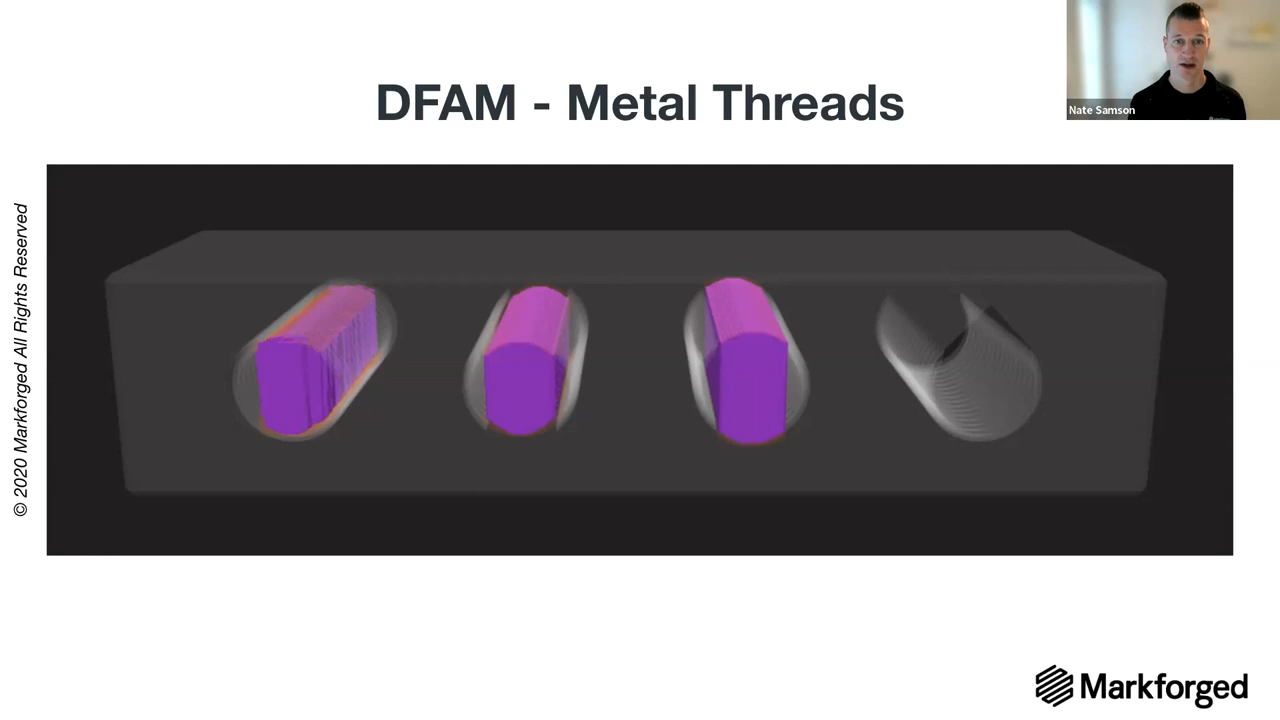 DFAM - Metal Threads
Nate Samson
© 2020 Markforged All Rights Reserved
Markforged